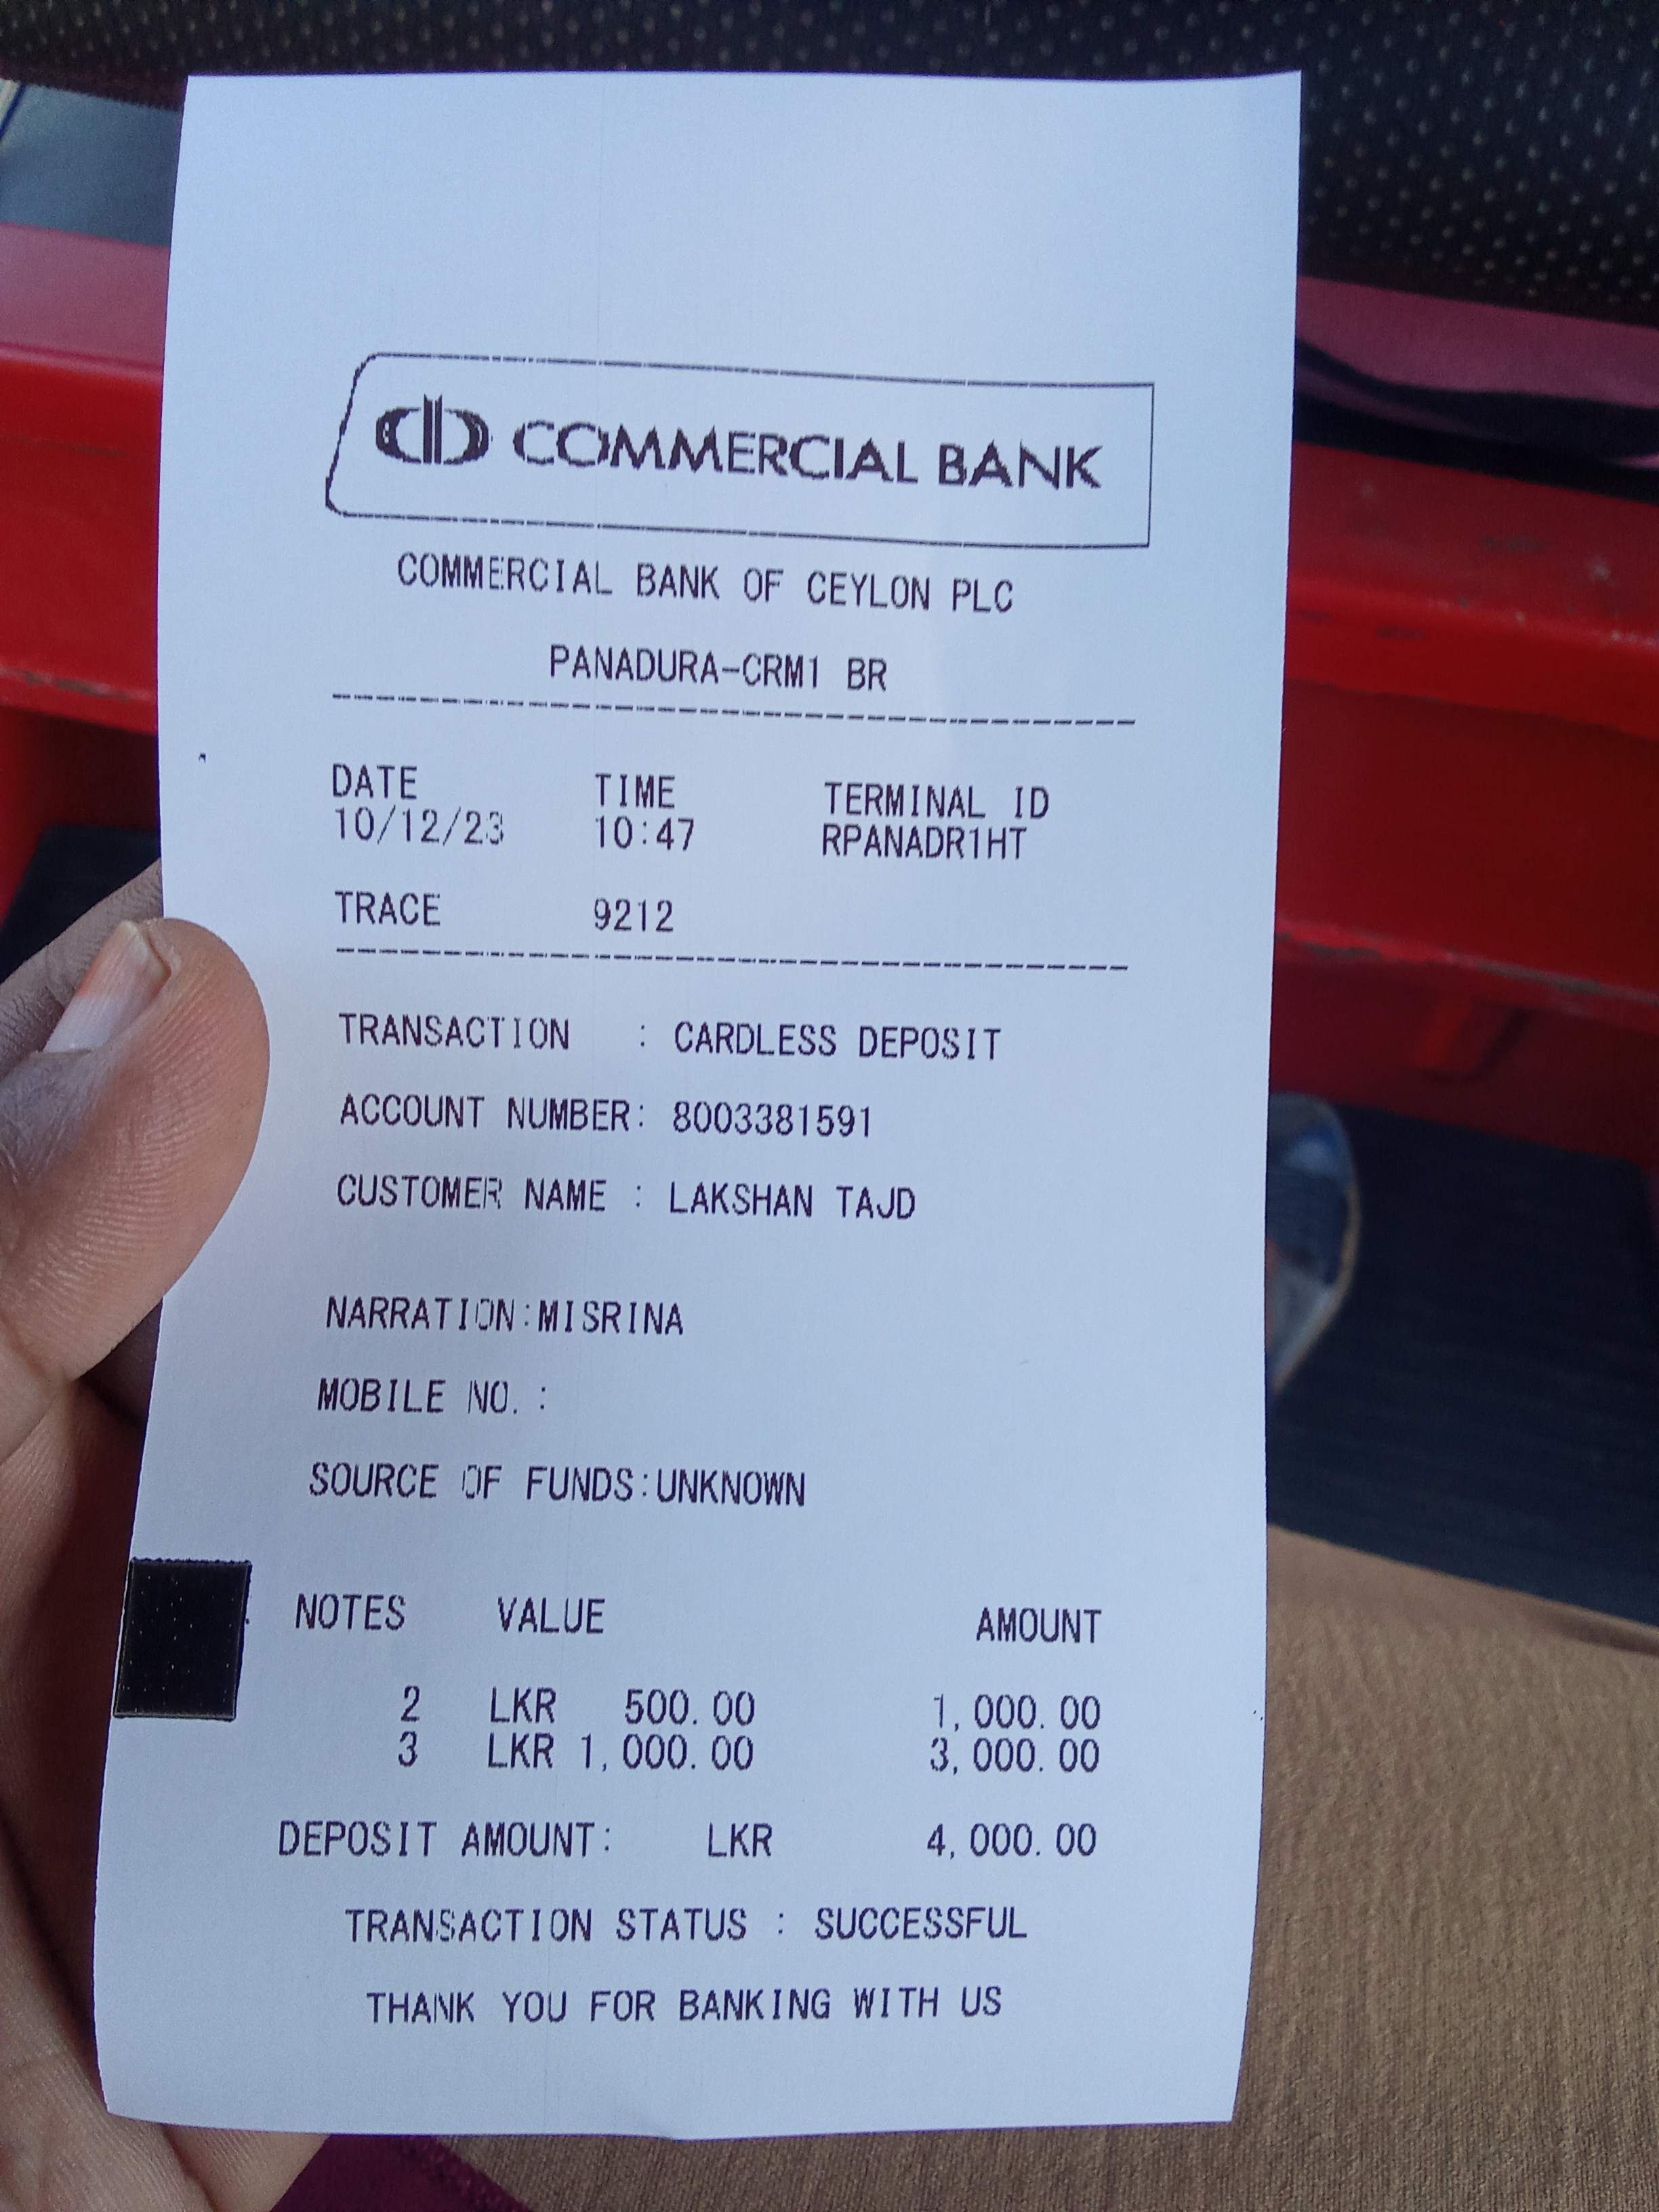 COMMERCIAL BANK
COMMERCIAL BANK OF CEYLON PLC
PANADURA-CRM1 BR
DATE TIME TERMINAL ID
10/12/23 10:47 RPANADR1HT
TRACE 9212
TRANSACTION : CARDLESS DEPOSIT
ACCOUNT NUMBER: 8003381591
CUSTOMER NAME : LAKSHAN TAJD
NARRATION:MISRINA
MOBILE NO. :
SOURCE OF FUNDS:UNKNOWN
NOTES VALUE AMOUNT
2 LKR 500.00 1,000.00
3 LKR 1,000.00 3,000.00
DEPOSIT AMOUNT: LKR 4,000.00
TRANSACTION STATUS : SUCCESSFUL
THANK YOU FOR BANKING WITH US